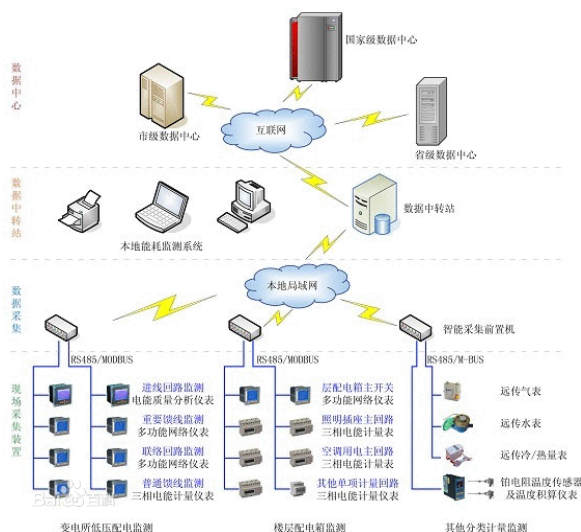 国家级数据中心
数据中心
市级数据中心
互联网
省级数据中心
数据中转站
数据中转站
本地能耗监测系统
本地局域网
数据采集
智能采集前置机
RS485/MODBUS
RS485/MODBUS
RS485/M-BUS
现场采集装置
进线回路监测
电能质量分析仪表
重要馈线监测
多功能网络仪表
联络回路监测
多功能网络仪表
普通馈线监测
三相电能计量仪表
层配电箱主开关
多功能网络仪表
照明插座主回路
三相电能计量表
空调用电主回路
三相电能计量表
其他单项计量回路
三相电能计量仪表
远传气表
远传水表
远传冷/热量表
铂电阻温度传感器
及温度积算仪表
Bai百科
变电所低压配电监测
楼层配电箱监测
其他分类计量监测